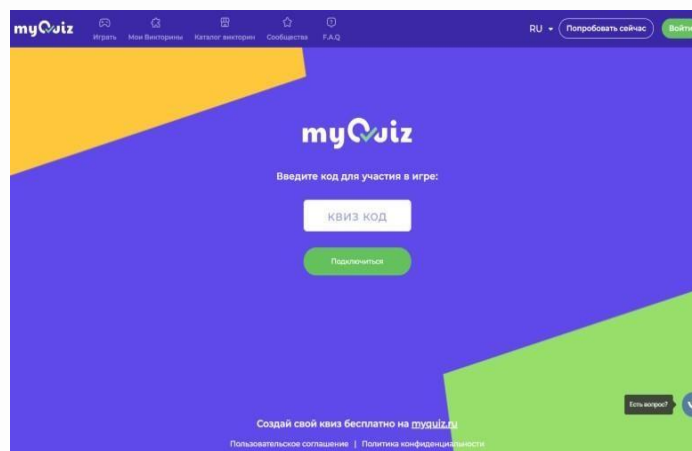 myQuiz
Играть Мои Викторины Каталог викторин Сообщества F.A.Q
RU Попробовать сейчас Войти
myQuiz
Введите код для участия в игре:
КВИЗ КОД
Подключиться
Есть вопрос?
Создай свой квиз бесплатно на myquiz.ru
Пользовательское соглашение | Политика конфиденциальности